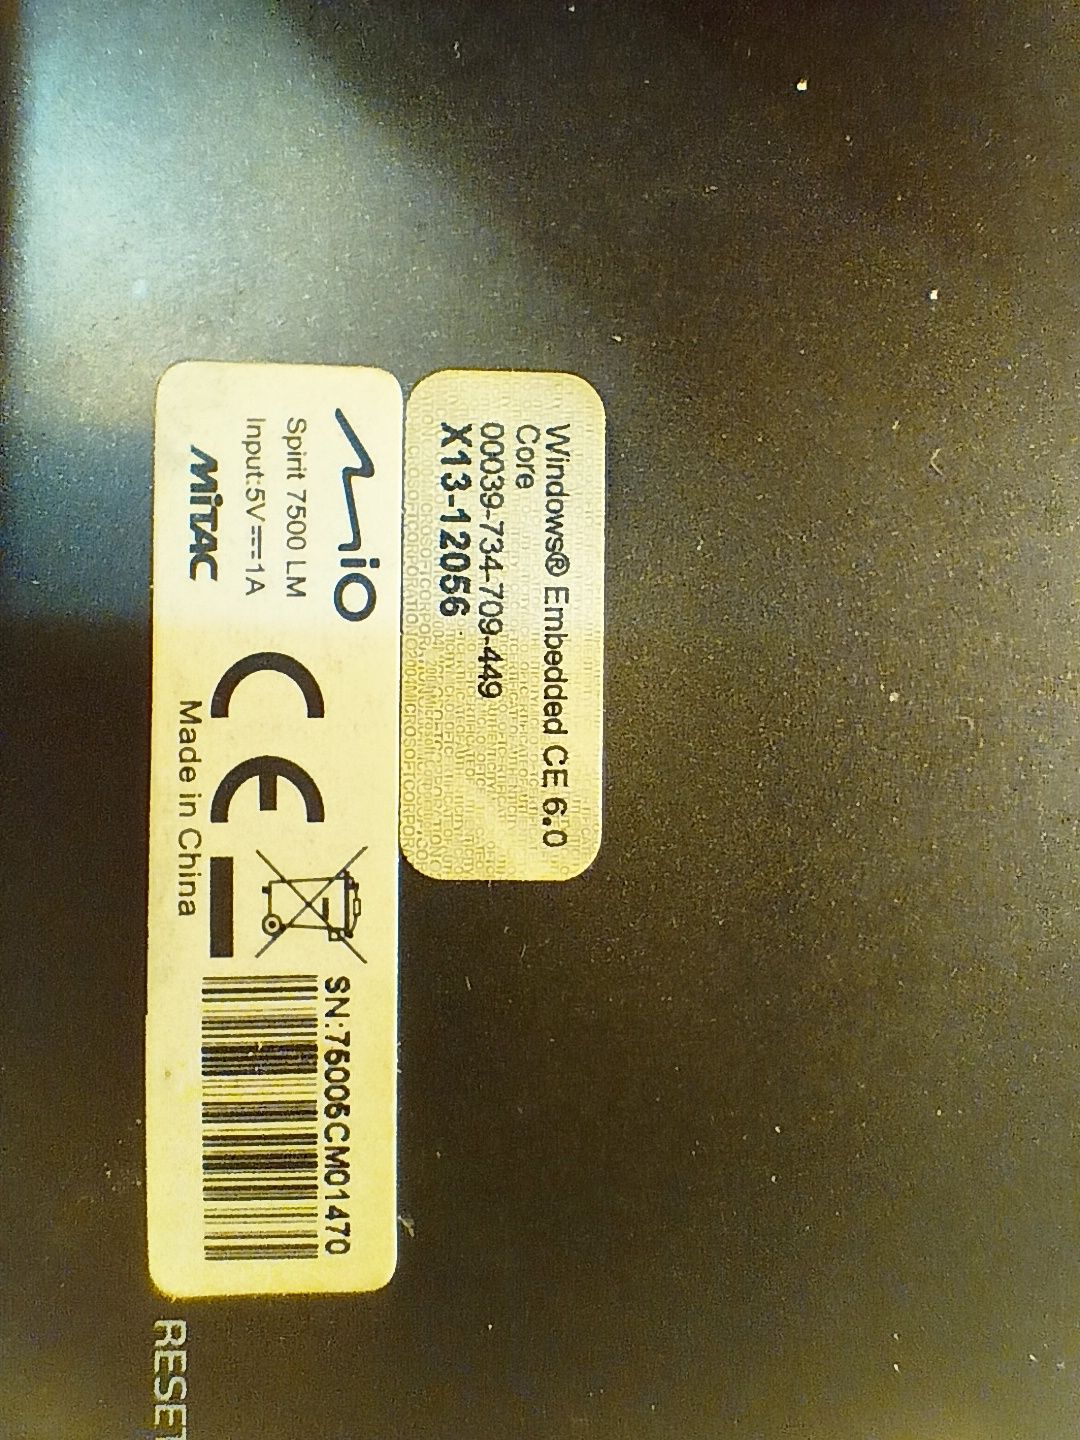 Windows® Embedded CE 6.0
Core
00039-734-709-449
X13-12056
Mio
Spirit 7500 LM
Input:5V⎓1A
MiTAC
CE
Made in China
SN:75005CM01470
RESET